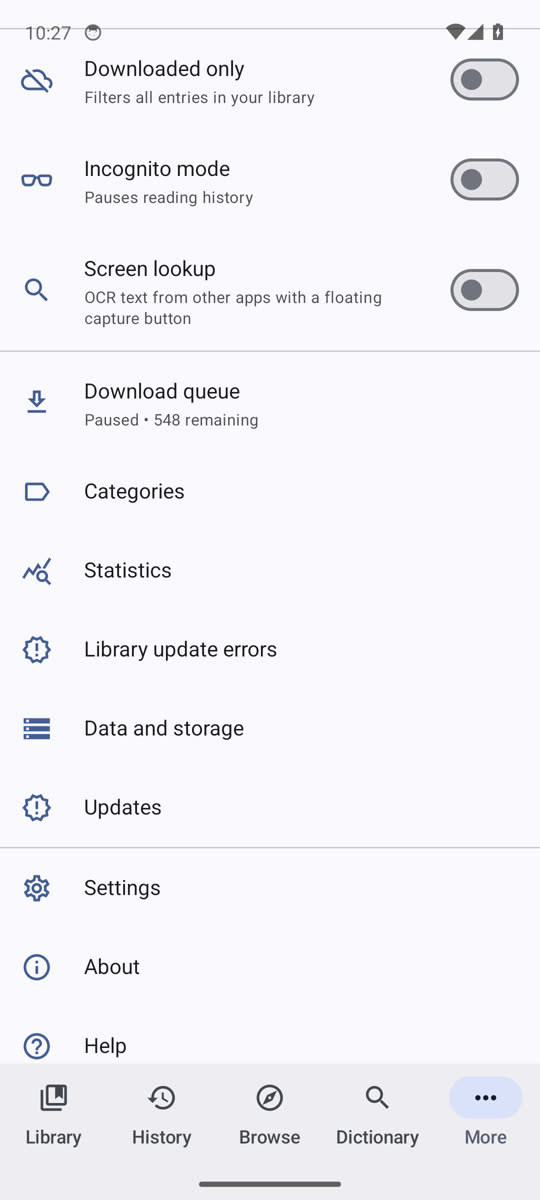 10:27
Downloaded only
Filters all entries in your library
Incognito mode
Pauses reading history
Screen lookup
OCR text from other apps with a floating
capture button
Download queue
Paused • 548 remaining
Categories
Statistics
Library update errors
Data and storage
Updates
Settings
About
Help
Library
History
Browse
Dictionary
More